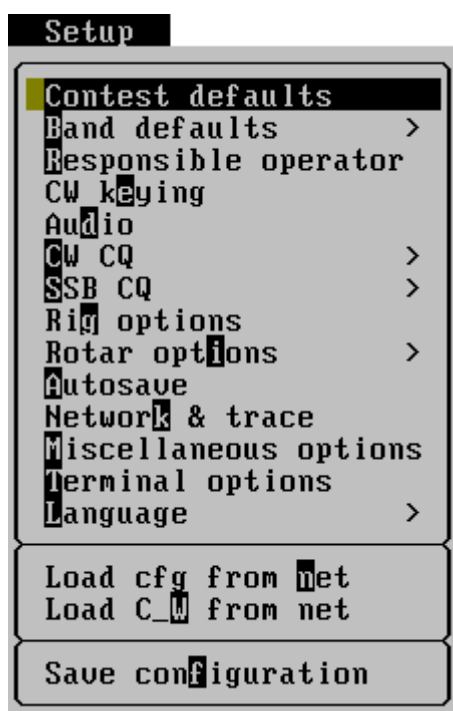 Setup
Contest defaults
Band defaults >
Responsible operator
CW keying
Audio
CW CQ >
SSB CQ >
Rig options
Rotar options >
Autosave
Network & trace
Miscellaneous options
Terminal options
Language >
Load cfg from net
Load C_W from net
Save configuration